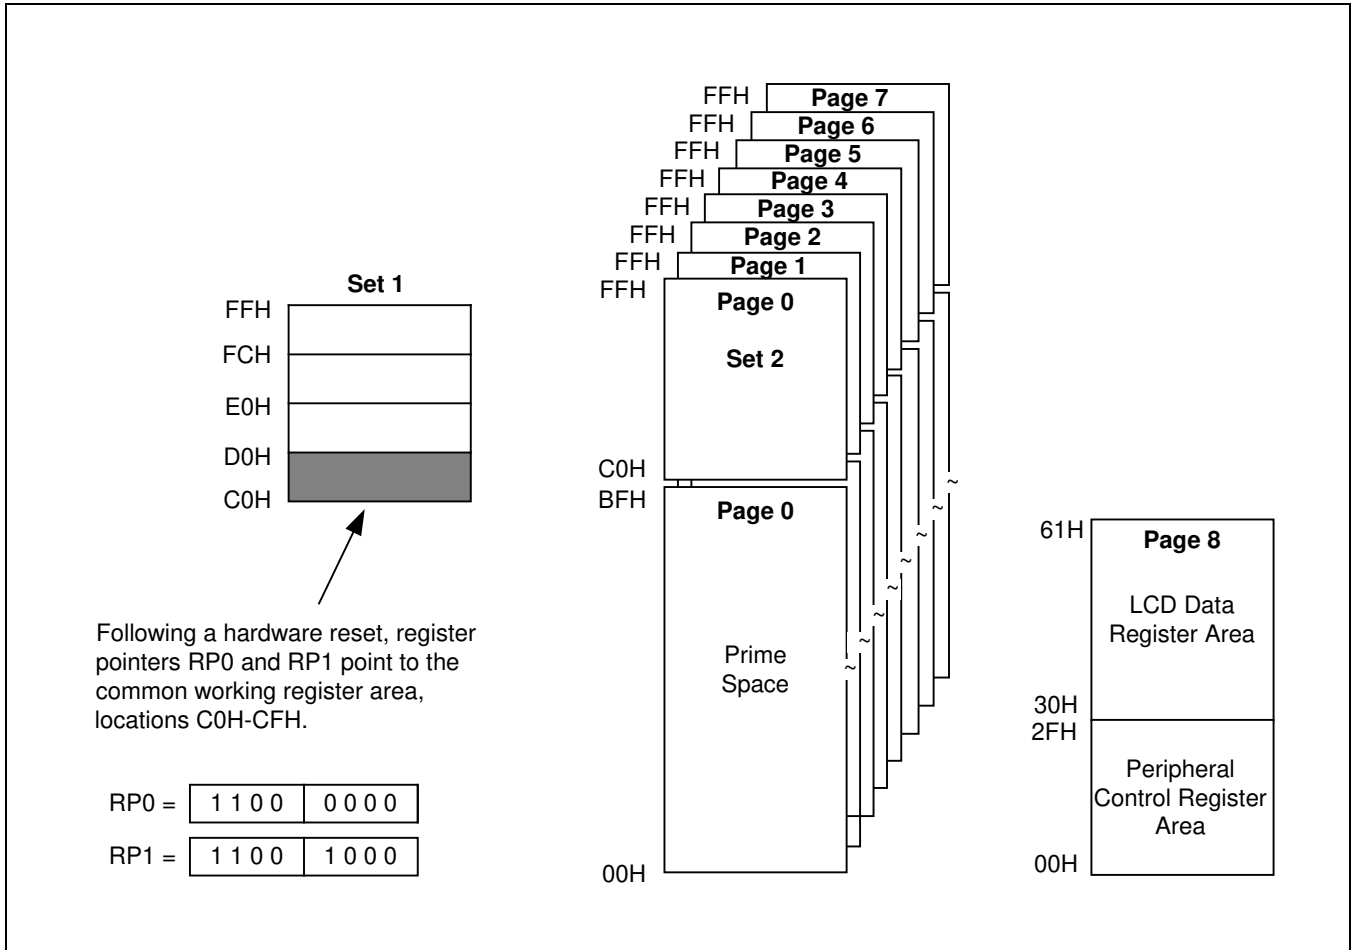 Set 1
FFH
FCH
E0H
D0H
C0H
Following a hardware reset, register
pointers RP0 and RP1 point to the
common working register area,
locations C0H-CFH.
RP0 = 1 1 0 0 0 0 0 0
RP1 = 1 1 0 0 1 0 0 0
FFH Page 7
FFH Page 6
FFH Page 5
FFH Page 4
FFH Page 3
FFH Page 2
FFH Page 1
FFH Page 0
Set 2
C0H
BFH Page 0
Prime
Space
00H
~
~
~
~
~
~
~
~
61H
Page 8
LCD Data
Register Area
30H
2FH
Peripheral
Control Register
Area
00H